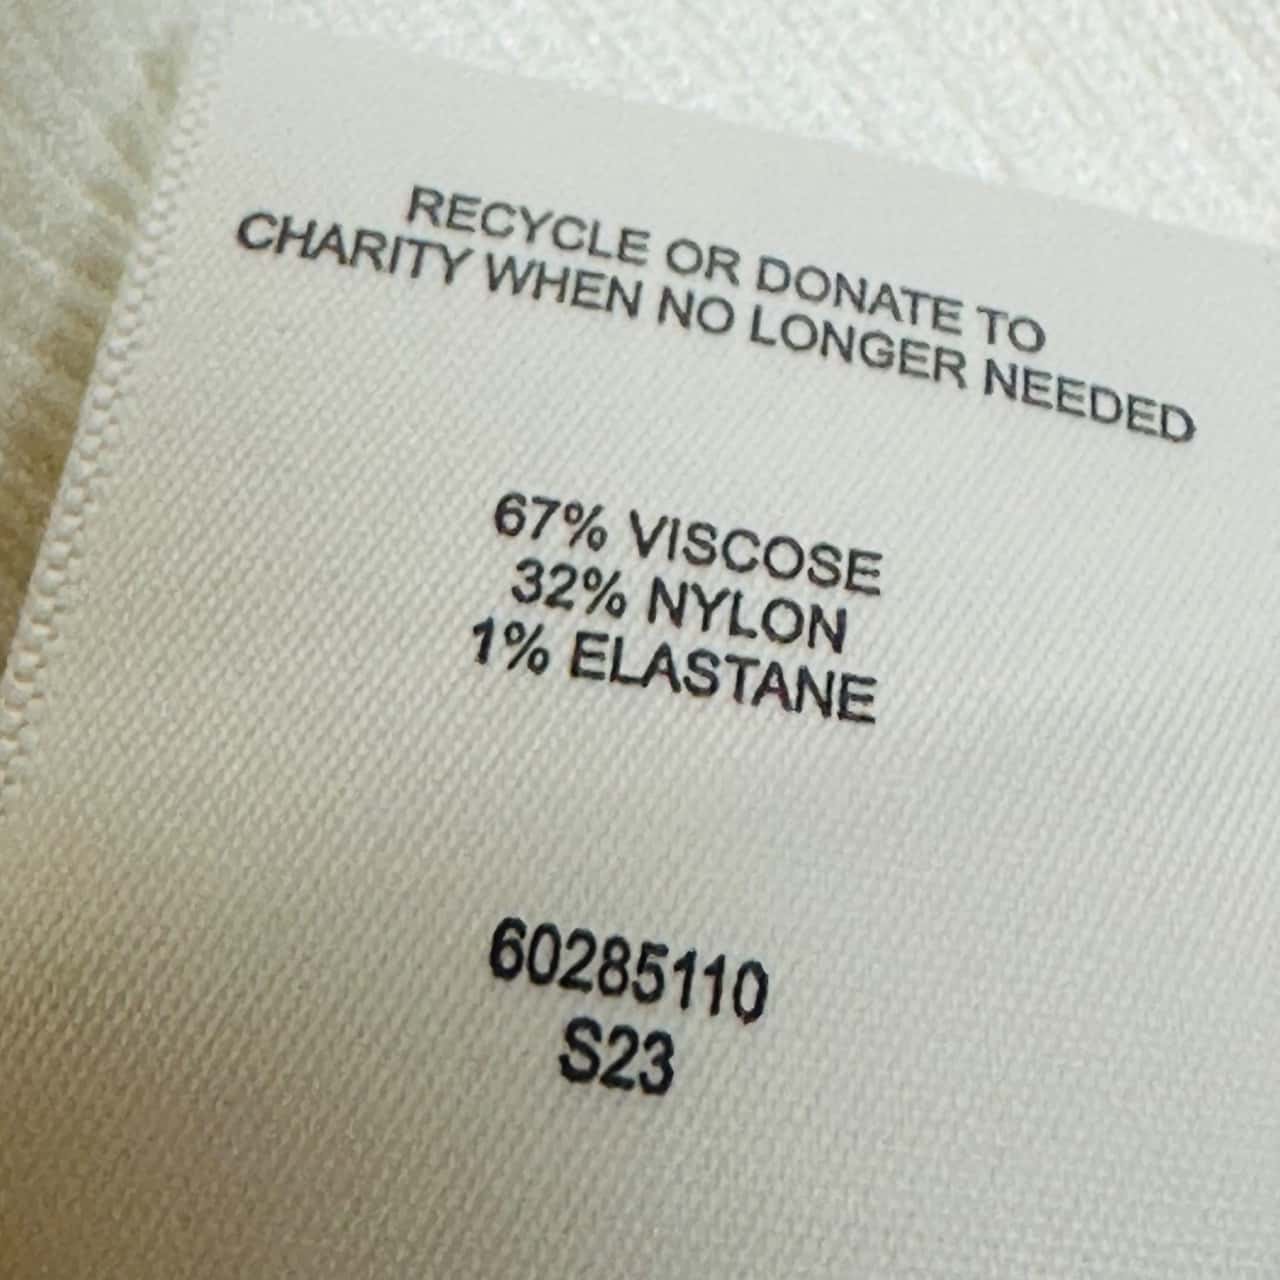 RECYCLE OR DONATE TO
CHARITY WHEN NO LONGER NEEDED
67% VISCOSE
32% NYLON
1% ELASTANE
60285110
S23